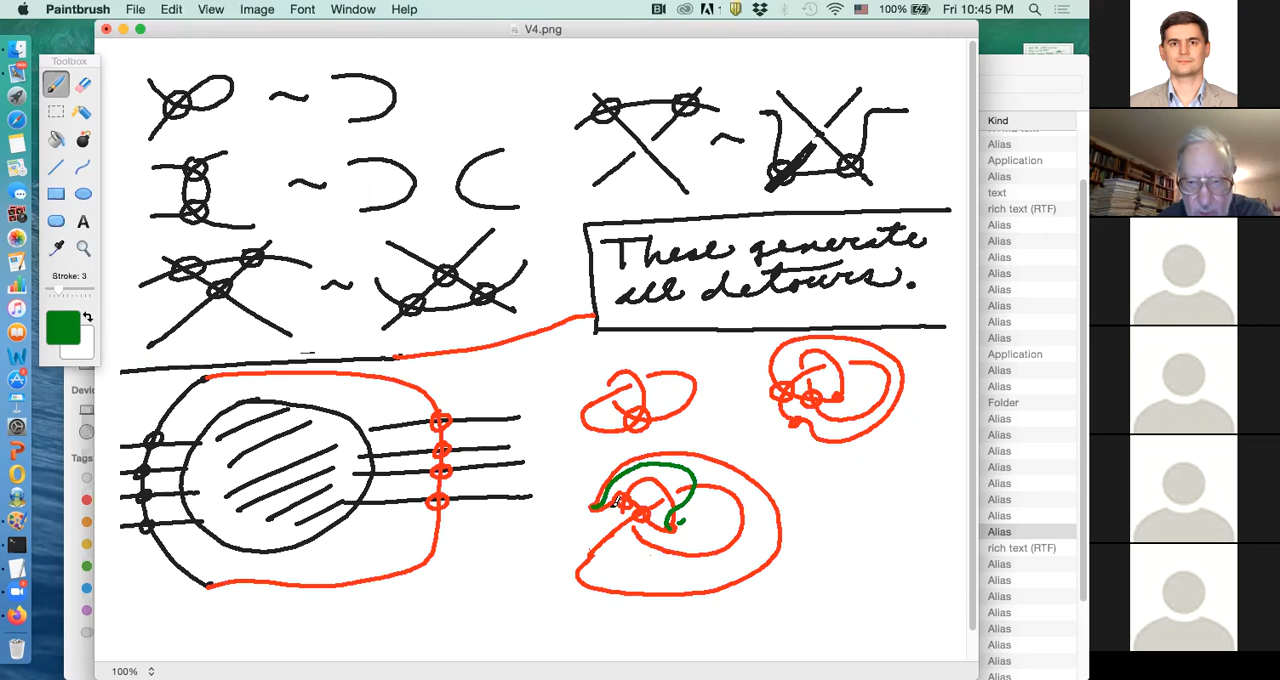 Paintbrush File Edit View Image Font Window Help
100% Fri 10:45 PM
V4.png
Toolbox
A
Stroke: 3
These generate
all detours.
100%
Devic
Tags
Kind
Alias
Application
Alias
text
rich text (RTF)
Alias
Alias
Alias
Alias
Alias
Alias
Alias
Alias
Application
Alias
Alias
Folder
Alias
Alias
Alias
Alias
Alias
Alias
Alias
Alias
rich text (RTF)
Alias
Alias
Alias
Alias
Alias
Alias
Alias
Alias